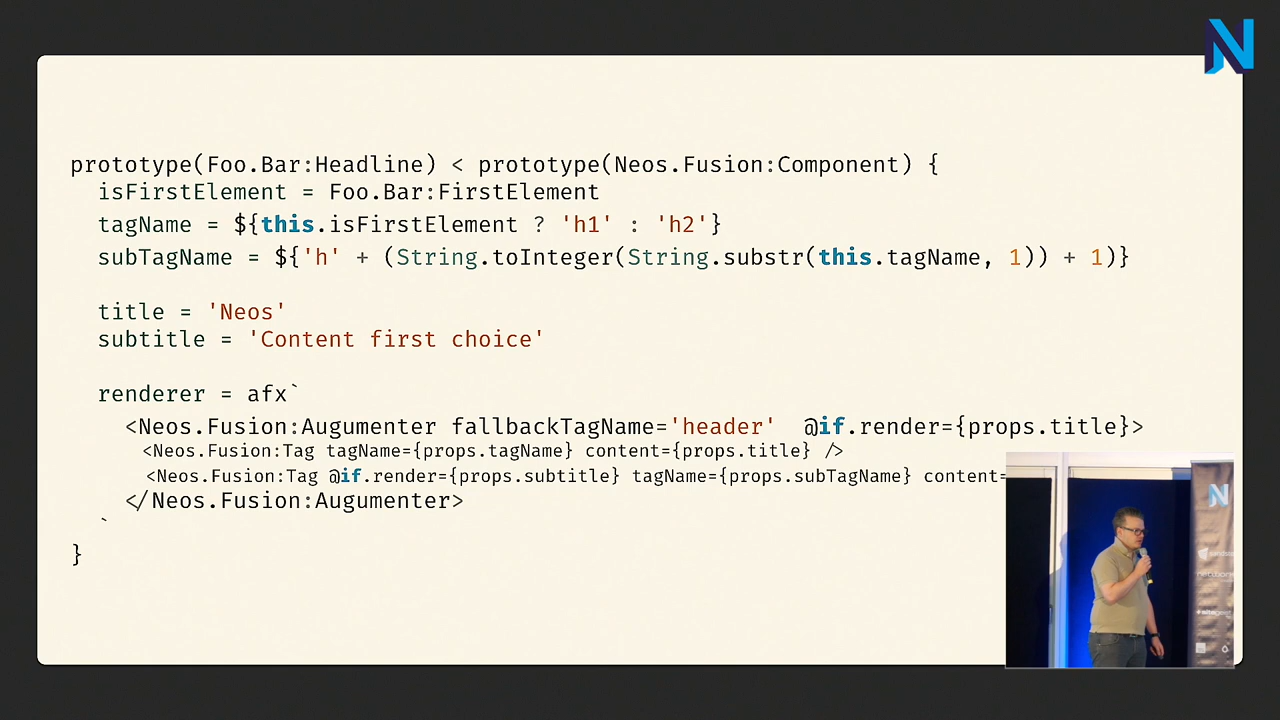 prototype(Foo.Bar:Headline) < prototype(Neos.Fusion:Component) {
isFirstElement = Foo.Bar:FirstElement
tagName = ${this.isFirstElement ? 'h1' : 'h2'}
subTagName = ${'h' + (String.toInteger(String.substr(this.tagName, 1)) + 1)}
title = 'Neos'
subtitle = 'Content first choice'
renderer = afx`
<Neos.Fusion:Augumenter fallbackTagName='header' @if.render={props.title}>
<Neos.Fusion:Tag tagName={props.tagName} content={props.title} />
<Neos.Fusion:Tag @if.render={props.subtitle} tagName={props.subTagName} content=
</Neos.Fusion:Augumenter>
`
}